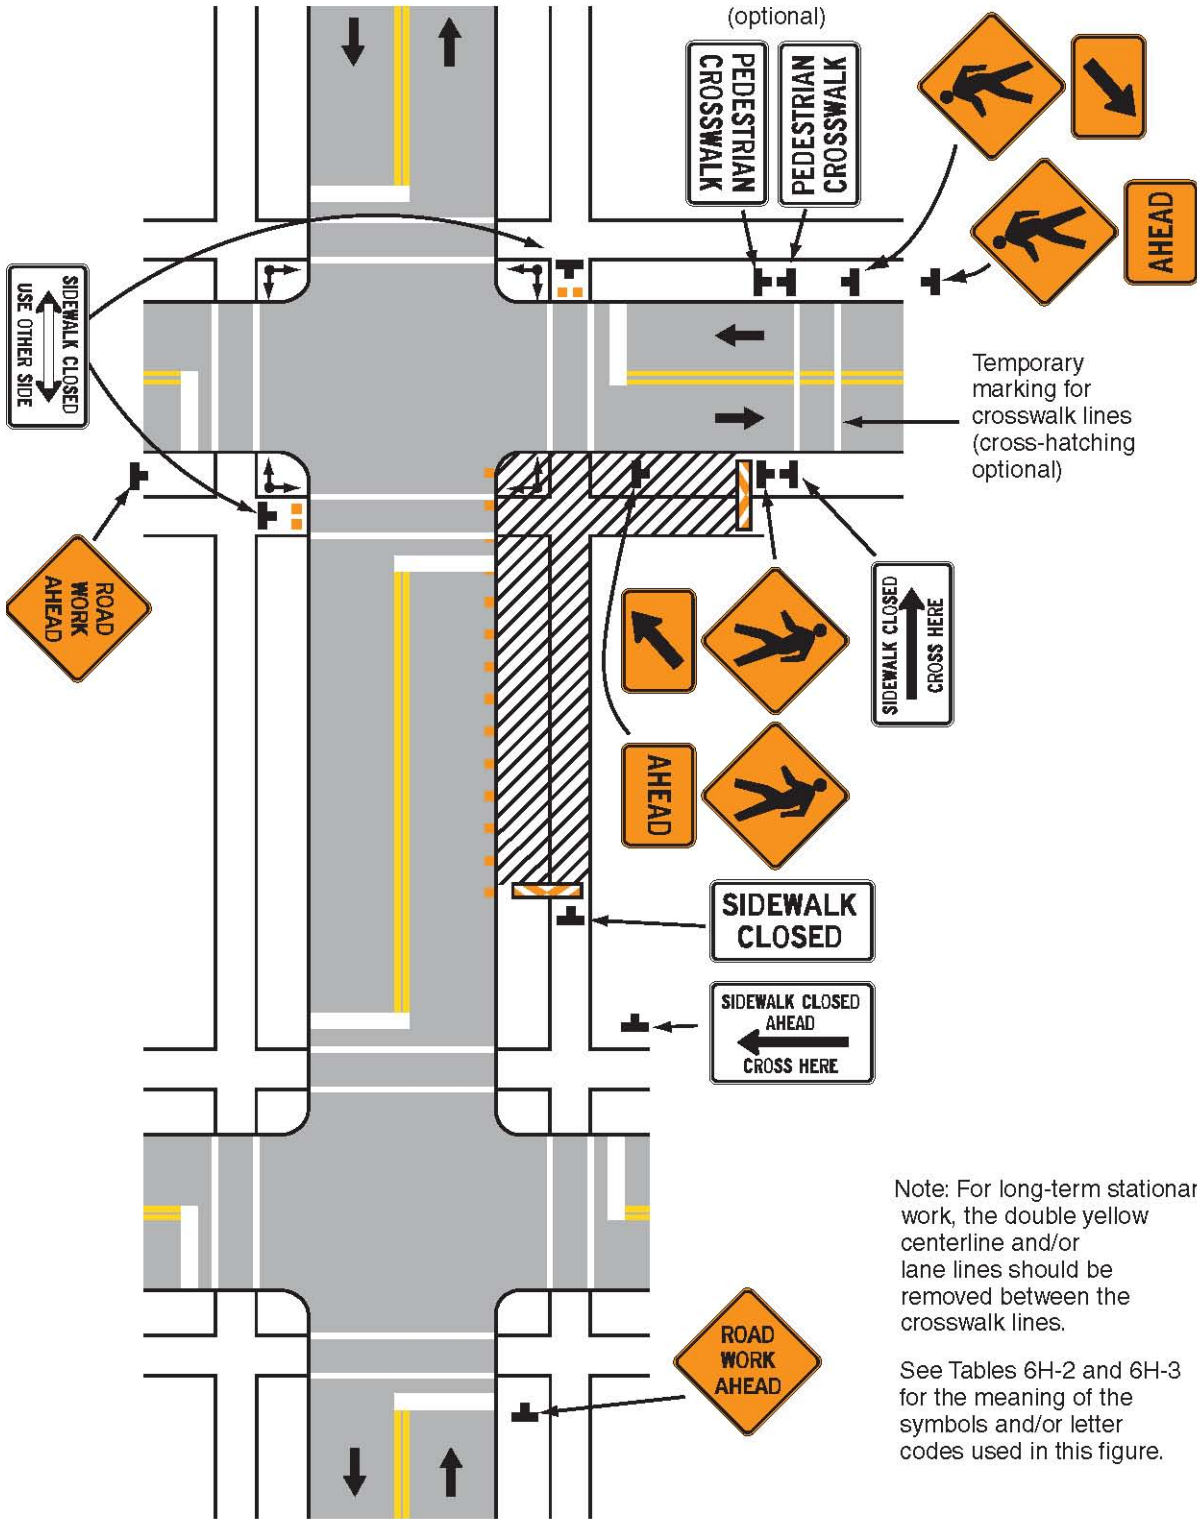 (optional)
PEDESTRIAN
CROSSWALK
PEDESTRIAN
CROSSWALK
AHEAD
SIDEWALK CLOSED
USE OTHER SIDE
Temporary
marking for
crosswalk lines
(cross-hatching
optional)
ROAD
WORK
AHEAD
SIDEWALK CLOSED
CROSS HERE
AHEAD
SIDEWALK
CLOSED
SIDEWALK CLOSED
AHEAD
CROSS HERE
Note: For long-term stationar
work, the double yellow
centerline and/or
lane lines should be
removed between the
crosswalk lines.
ROAD
WORK
AHEAD
See Tables 6H-2 and 6H-3
for the meaning of the
symbols and/or letter
codes used in this figure.